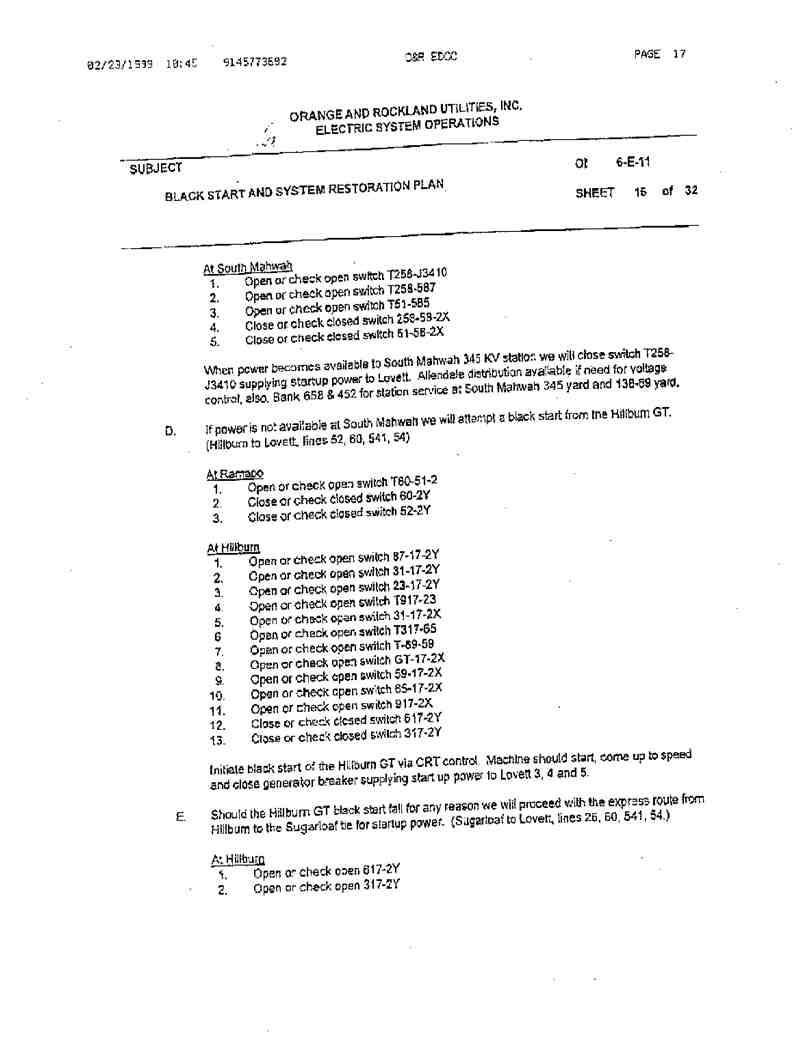 02/23/1999 10:45 9145773692 O&R EDCC PAGE 17
ORANGE AND ROCKLAND UTILITIES, INC.
ELECTRIC SYSTEM OPERATIONS
SUBJECT OI 6-E-11
BLACK START AND SYSTEM RESTORATION PLAN SHEET 16 of 32
At South Mahwah
1. Open or check open switch T258-J3410
2. Open or check open switch T258-587
3. Open or check open switch T51-585
4. Close or check closed switch 258-58-2X
5. Close or check closed switch 51-58-2X
When power becomes available to South Mahwah 345 KV station we will close switch T258-
J3410 supplying startup power to Lovett. Allendale distribution available if need for voltage
control, also, Bank 658 & 452 for station service at South Mahwah 345 yard and 138-69 yard.
D. If power is not available at South Mahwah we will attempt a black start from the Hillburn GT.
(Hillburn to Lovett, lines 52, 60, 541, 54)
At Ramapo
1. Open or check open switch T60-51-2
2. Close or check closed switch 60-2Y
3. Close or check closed switch 52-2Y
At Hillburn
1. Open or check open switch 87-17-2Y
2. Open or check open switch 31-17-2Y
3. Open or check open switch 23-17-2Y
4 Open or check open switch T917-23
5. Open or check open switch 31-17-2X
6 Open or check open switch T317-65
7. Open or check open switch T-69-59
8. Open or check open switch GT-17-2X
9. Open or check open switch 59-17-2X
10. Open or check open switch 65-17-2X
11. Open or check open switch 917-2X
12. Close or check closed switch 617-2Y
13. Close or check closed switch 317-2Y
Initiate black start of the Hillburn GT via CRT control. Machine should start, come up to speed
and close generator breaker supplying start up power to Lovett 3, 4 and 5.
E. Should the Hillburn GT black start fail for any reason we will proceed with the express route from
Hillburn to the Sugarloaf tie for startup power. (Sugarloaf to Lovett, lines 26, 60, 541, 54.)
At Hillburn
1. Open or check open 617-2Y
2. Open or check open 317-2Y